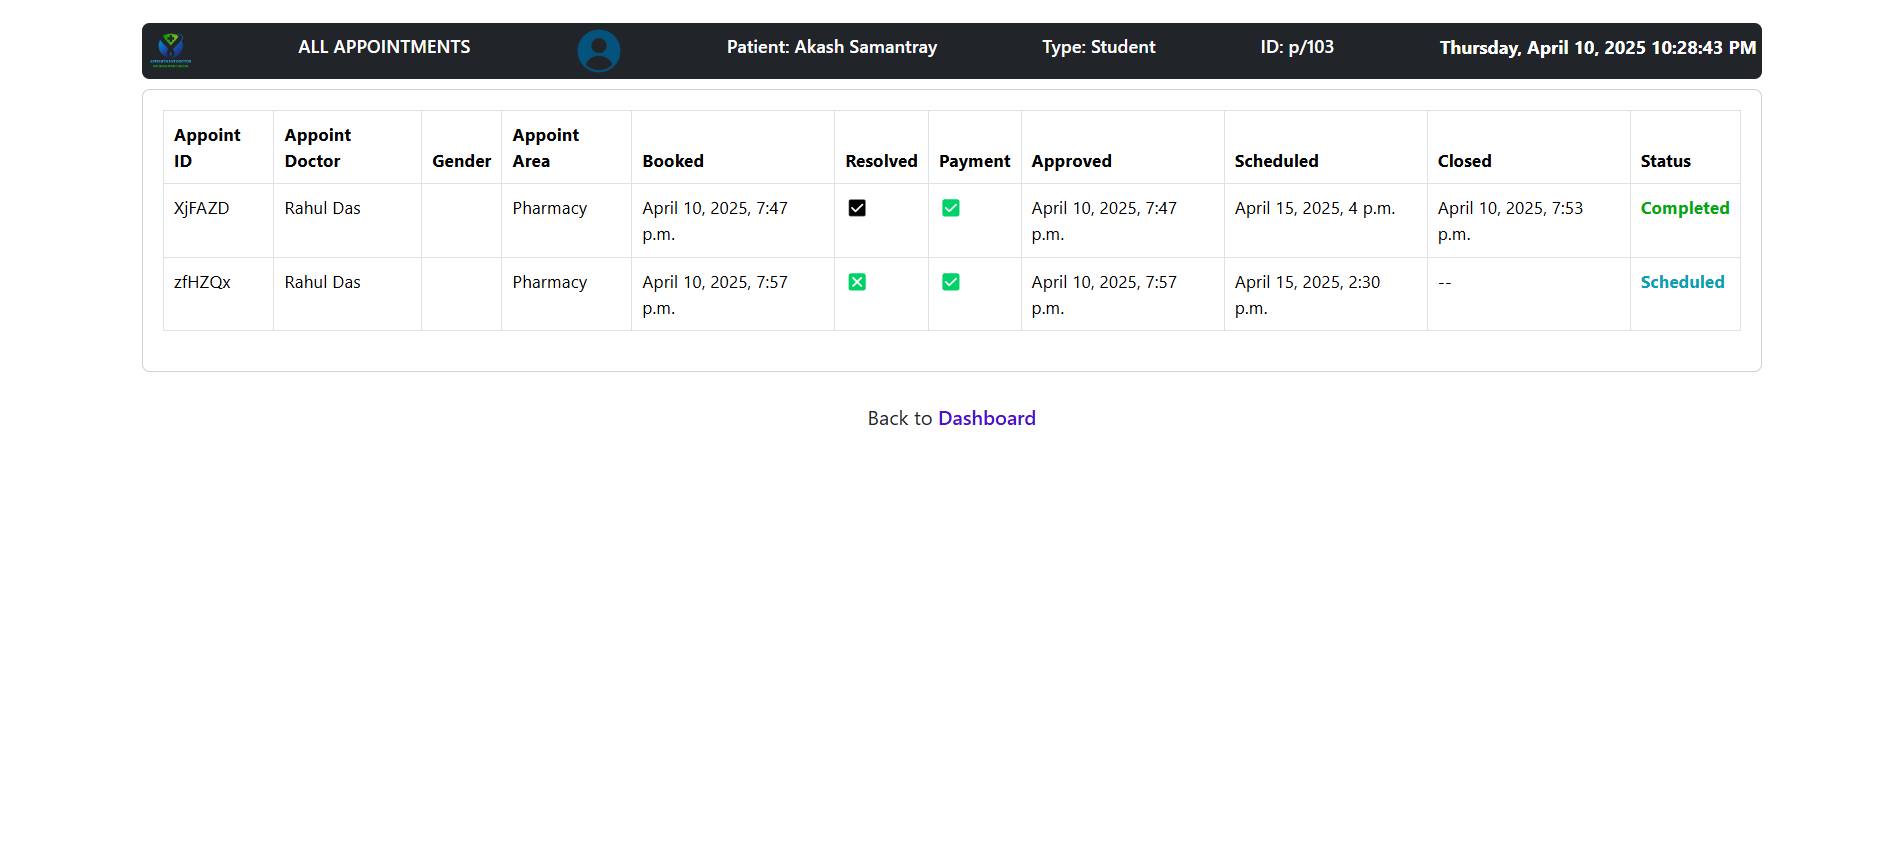 ALL APPOINTMENTS Patient: Akash Samantray Type: Student ID: p/103 Thursday, April 10, 2025 10:28:43 PM
Appoint ID Appoint Doctor Gender Appoint Area Booked Resolved Payment Approved Scheduled Closed Status
XjFAZD Rahul Das Pharmacy April 10, 2025, 7:47 p.m. April 10, 2025, 7:47 p.m. April 15, 2025, 4 p.m. April 10, 2025, 7:53 p.m. Completed
zfHZQx Rahul Das Pharmacy April 10, 2025, 7:57 p.m. April 10, 2025, 7:57 p.m. April 15, 2025, 2:30 p.m. -- Scheduled
Back to Dashboard